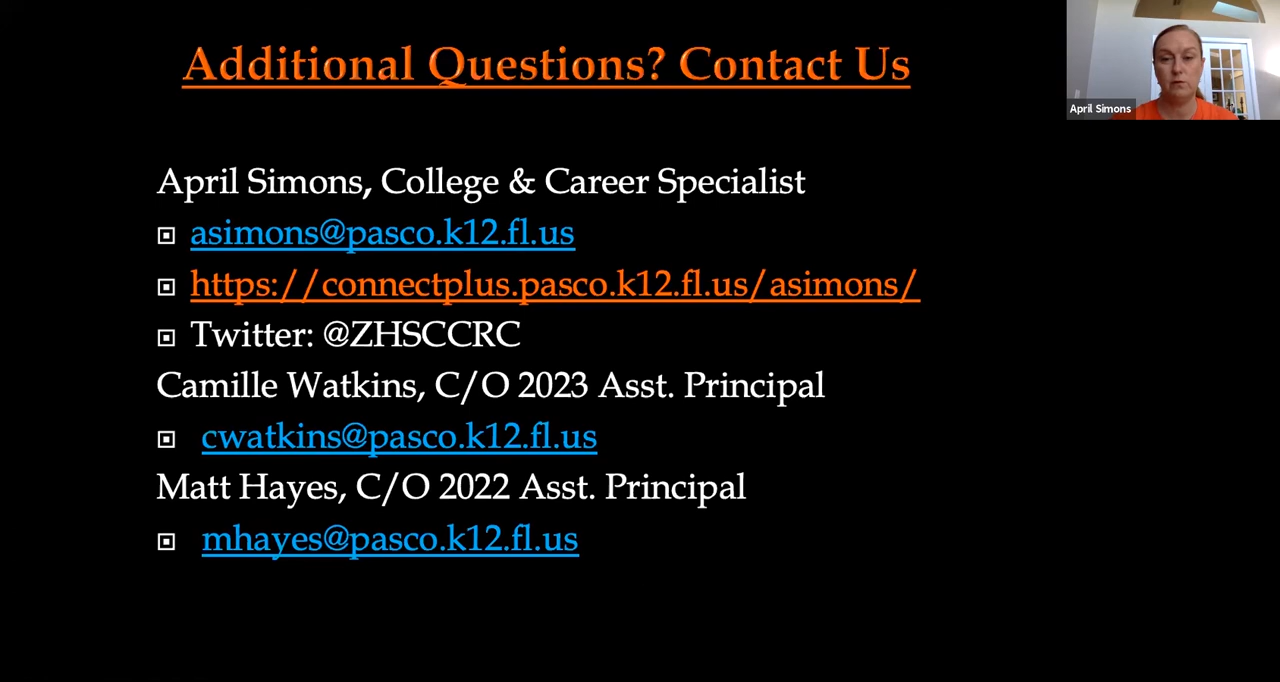 Additional Questions? Contact Us
April Simons
April Simons, College & Career Specialist
asimons@pasco.k12.fl.us
https://connectplus.pasco.k12.fl.us/asimons/
Twitter: @ZHSCCRC
Camille Watkins, C/O 2023 Asst. Principal
cwatkins@pasco.k12.fl.us
Matt Hayes, C/O 2022 Asst. Principal
mhayes@pasco.k12.fl.us